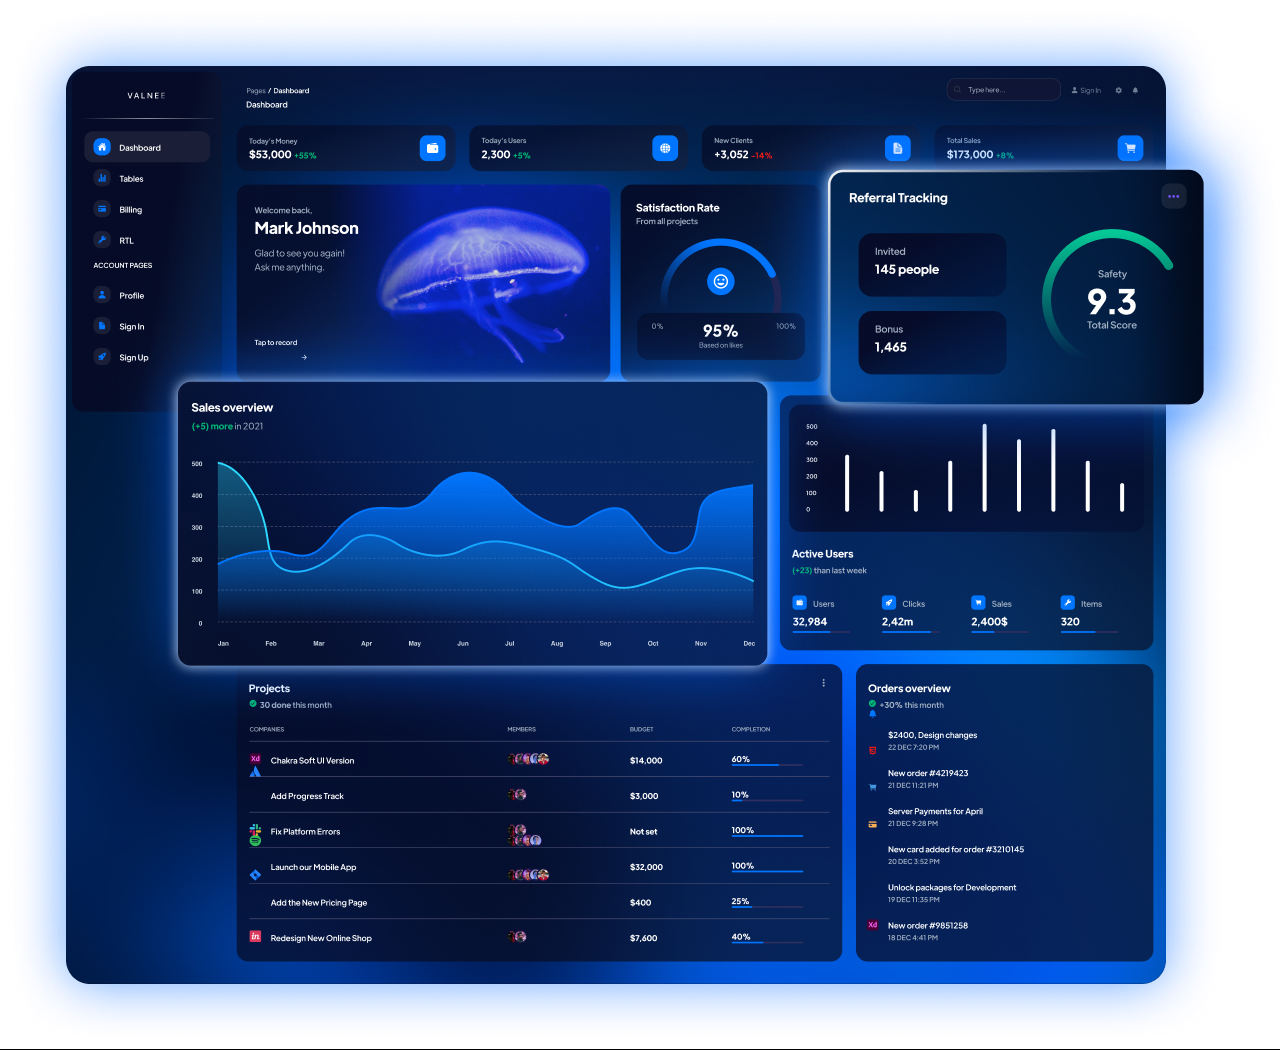 VALNEE
Pages / Dashboard
Dashboard
Type here...
Sign In
Dashboard
Tables
Billing
RTL
ACCOUNT PAGES
Profile
Sign In
Sign Up
Today's Money
$53,000 +55%
Today's Users
2,300 +5%
New Clients
+3,052 -14%
Total Sales
$173,000 +8%
Welcome back,
Mark Johnson
Glad to see you again!
Ask me anything.
Tap to record
Satisfaction Rate
From all projects
0%
95%
100%
Based on likes
Referral Tracking
Invited
145 people
Bonus
1,465
Safety
9.3
Total Score
Sales overview
(+5) more in 2021
500
400
300
200
100
0
Jan Feb Mar Apr May Jun Jul Aug Sep Oct Nov Dec
500
400
300
200
100
0
Active Users
(+23) than last week
Users
32,984
Clicks
2,42m
Sales
2,400$
Items
320
Projects
30 done this month
COMPANIES MEMBERS BUDGET COMPLETION
Xd Chakra Soft UI Version $14,000 60%
Add Progress Track $3,000 10%
Fix Platform Errors Not set 100%
Launch our Mobile App $32,000 100%
Add the New Pricing Page $400 25%
in Redesign New Online Shop $7,600 40%
Orders overview
+30% this month
$2400, Design changes
22 DEC 7:20 PM
New order #4219423
21 DEC 11:21 PM
Server Payments for April
21 DEC 9:28 PM
New card added for order #3210145
20 DEC 3:52 PM
Unlock packages for Development
19 DEC 11:35 PM
Xd New order #9851258
18 DEC 4:41 PM